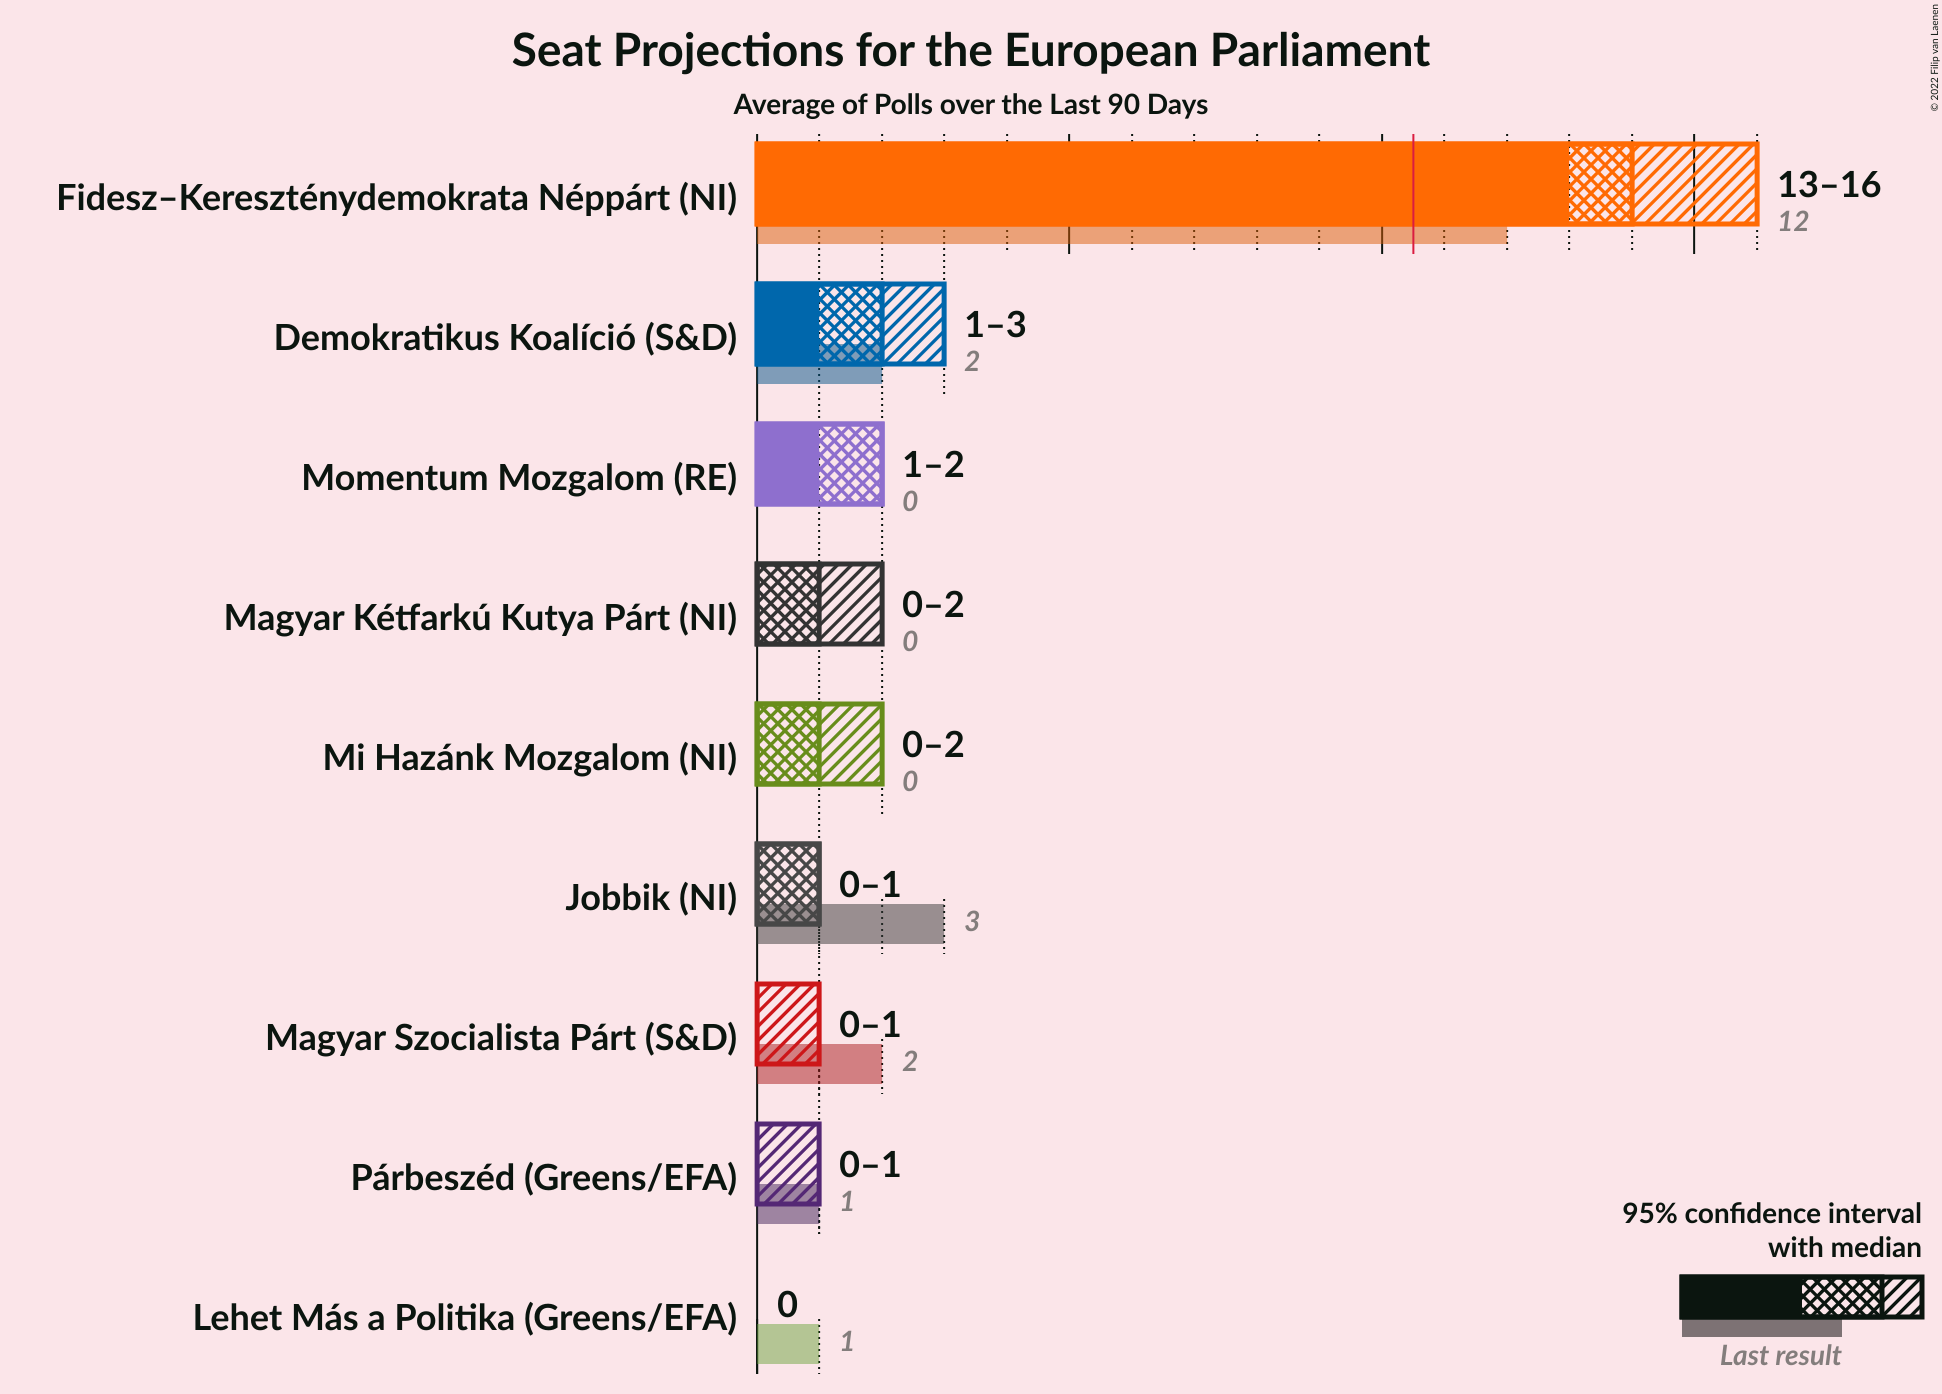 Seat Projections for the European Parliament
Average of Polls over the Last 90 Days
© 2022 Filip van Laenen
Fidesz–Kereszténydemokrata Néppárt (NI)
13–16
12
Demokratikus Koalíció (S&D)
1–3
2
Momentum Mozgalom (RE)
1–2
0
Magyar Kétfarkú Kutya Párt (NI)
0–2
0
Mi Hazánk Mozgalom (NI)
0–2
0
Jobbik (NI)
0–1
3
Magyar Szocialista Párt (S&D)
0–1
2
Párbeszéd (Greens/EFA)
0–1
1
Lehet Más a Politika (Greens/EFA)
0
1
95% confidence interval
with median
Last result